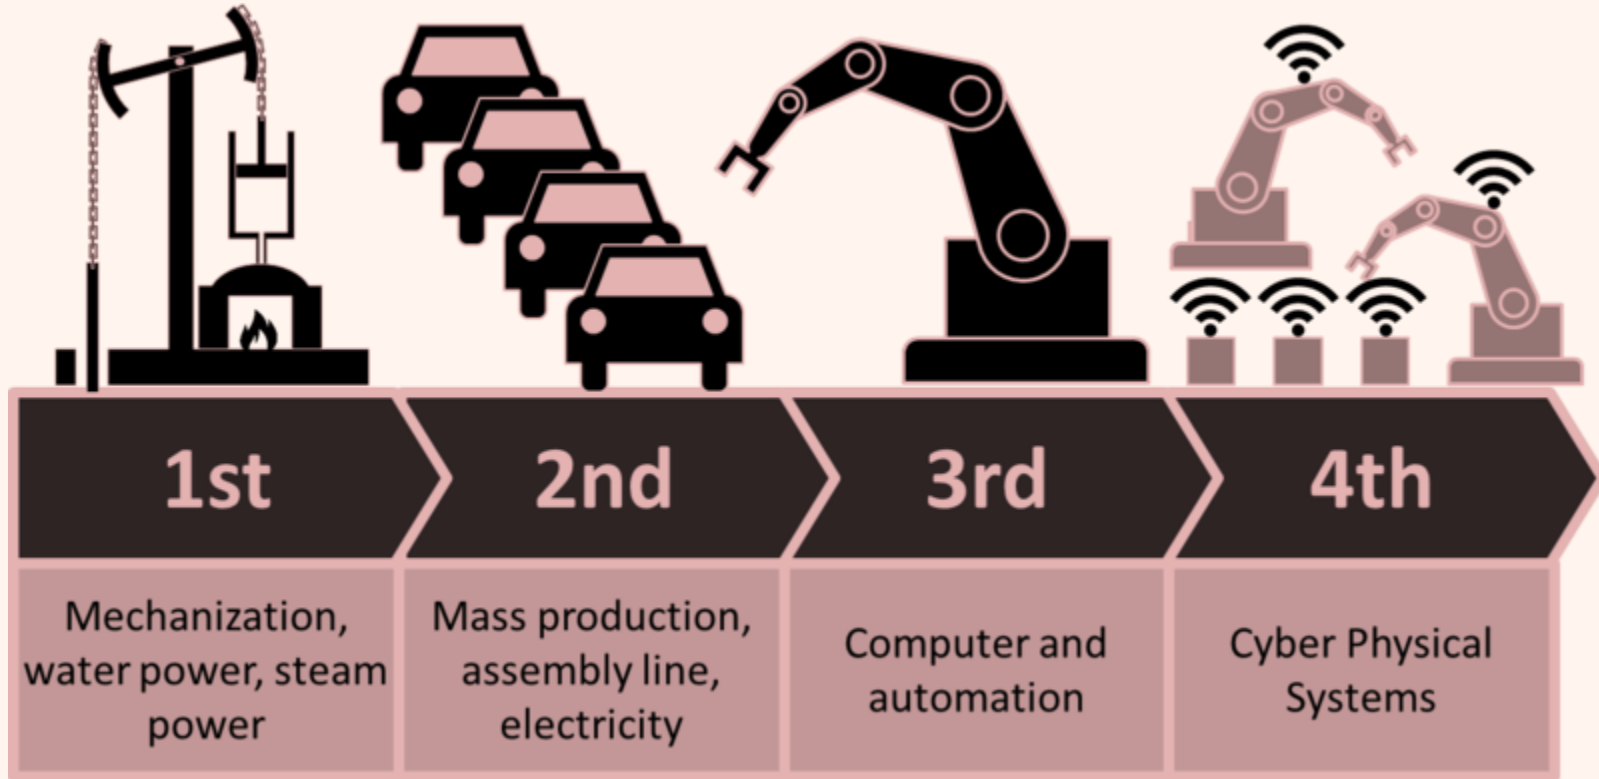 1st
2nd
3rd
4th
Mechanization,
water power, steam
power
Mass production,
assembly line,
electricity
Computer and
automation
Cyber Physical
Systems